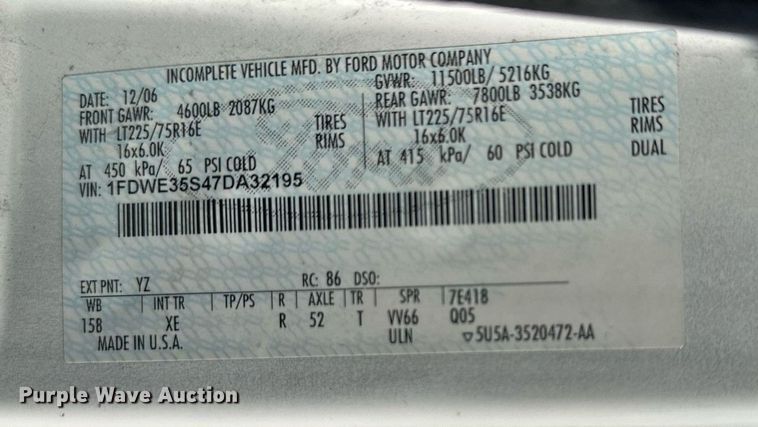 INCOMPLETE VEHICLE MFD. BY FORD MOTOR COMPANY
DATE: 12/06 GVWR: 11500LB/ 5216KG
FRONT GAWR: 4600LB 2087KG REAR GAWR: 7800LB 3538KG
WITH LT225/75R16E TIRES WITH LT225/75R16E TIRES
16x6.0K RIMS 16x6.0K RIMS
AT 450 kPa/ 65 PSI COLD AT 415 kPa/ 60 PSI COLD DUAL
VIN: 1FDWE35S47DA32195
EXT PNT: YZ RC: 86 DSO:
WB INT TR TP/PS R AXLE TR SPR 7E418
158 XE R 52 T VV66 Q05
MADE IN U.S.A. ULN ▽5U5A-3520472-AA
Purple Wave Auction